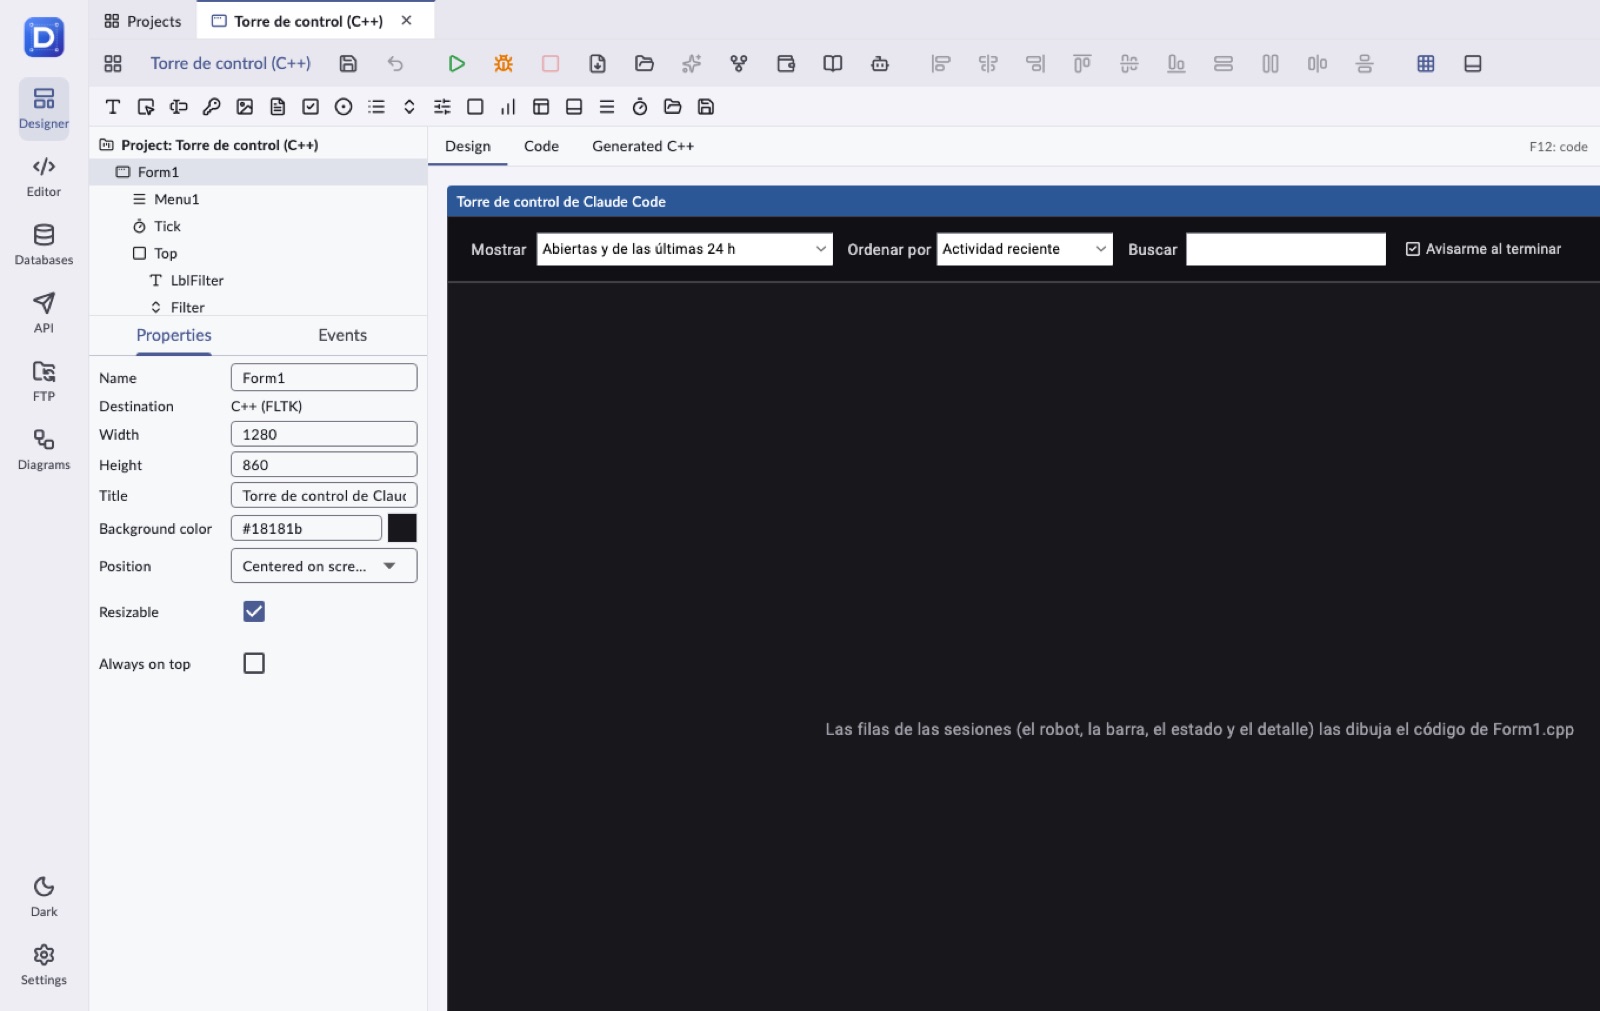 D
Designer
Editor
Databases
API
FTP
Diagrams
Dark
Settings
Projects
Torre de control (C++)
Torre de control (C++)
Project: Torre de control (C++)
Form1
Menu1
Tick
Top
LblFilter
Filter
Properties Events
Name Form1
Destination C++ (FLTK)
Width 1280
Height 860
Title Torre de control de Clauc
Background color #18181b
Position Centered on scre...
Resizable
Always on top
Design Code Generated C++ F12: code
Torre de control de Claude Code
Mostrar Abiertas y de las últimas 24 h Ordenar por Actividad reciente Buscar Avisarme al terminar
Las filas de las sesiones (el robot, la barra, el estado y el detalle) las dibuja el código de Form1.cpp